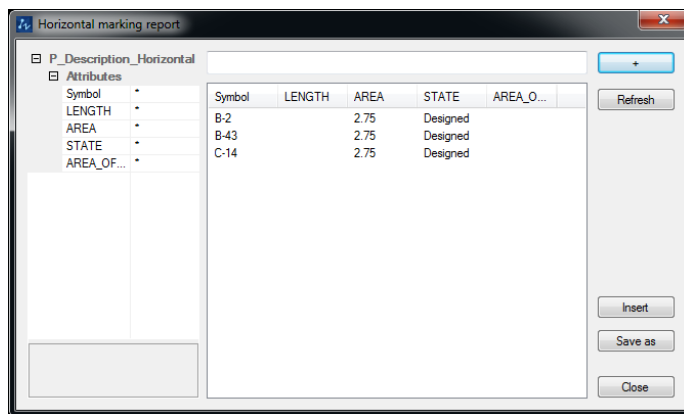 Horizontal marking report
P_Description_Horizontal
Attributes
Symbol *
LENGTH *
AREA *
STATE *
AREA_OF... *
Symbol LENGTH AREA STATE AREA_O...
B-2 2.75 Designed
B-43 2.75 Designed
C-14 2.75 Designed
+
Refresh
Insert
Save as
Close